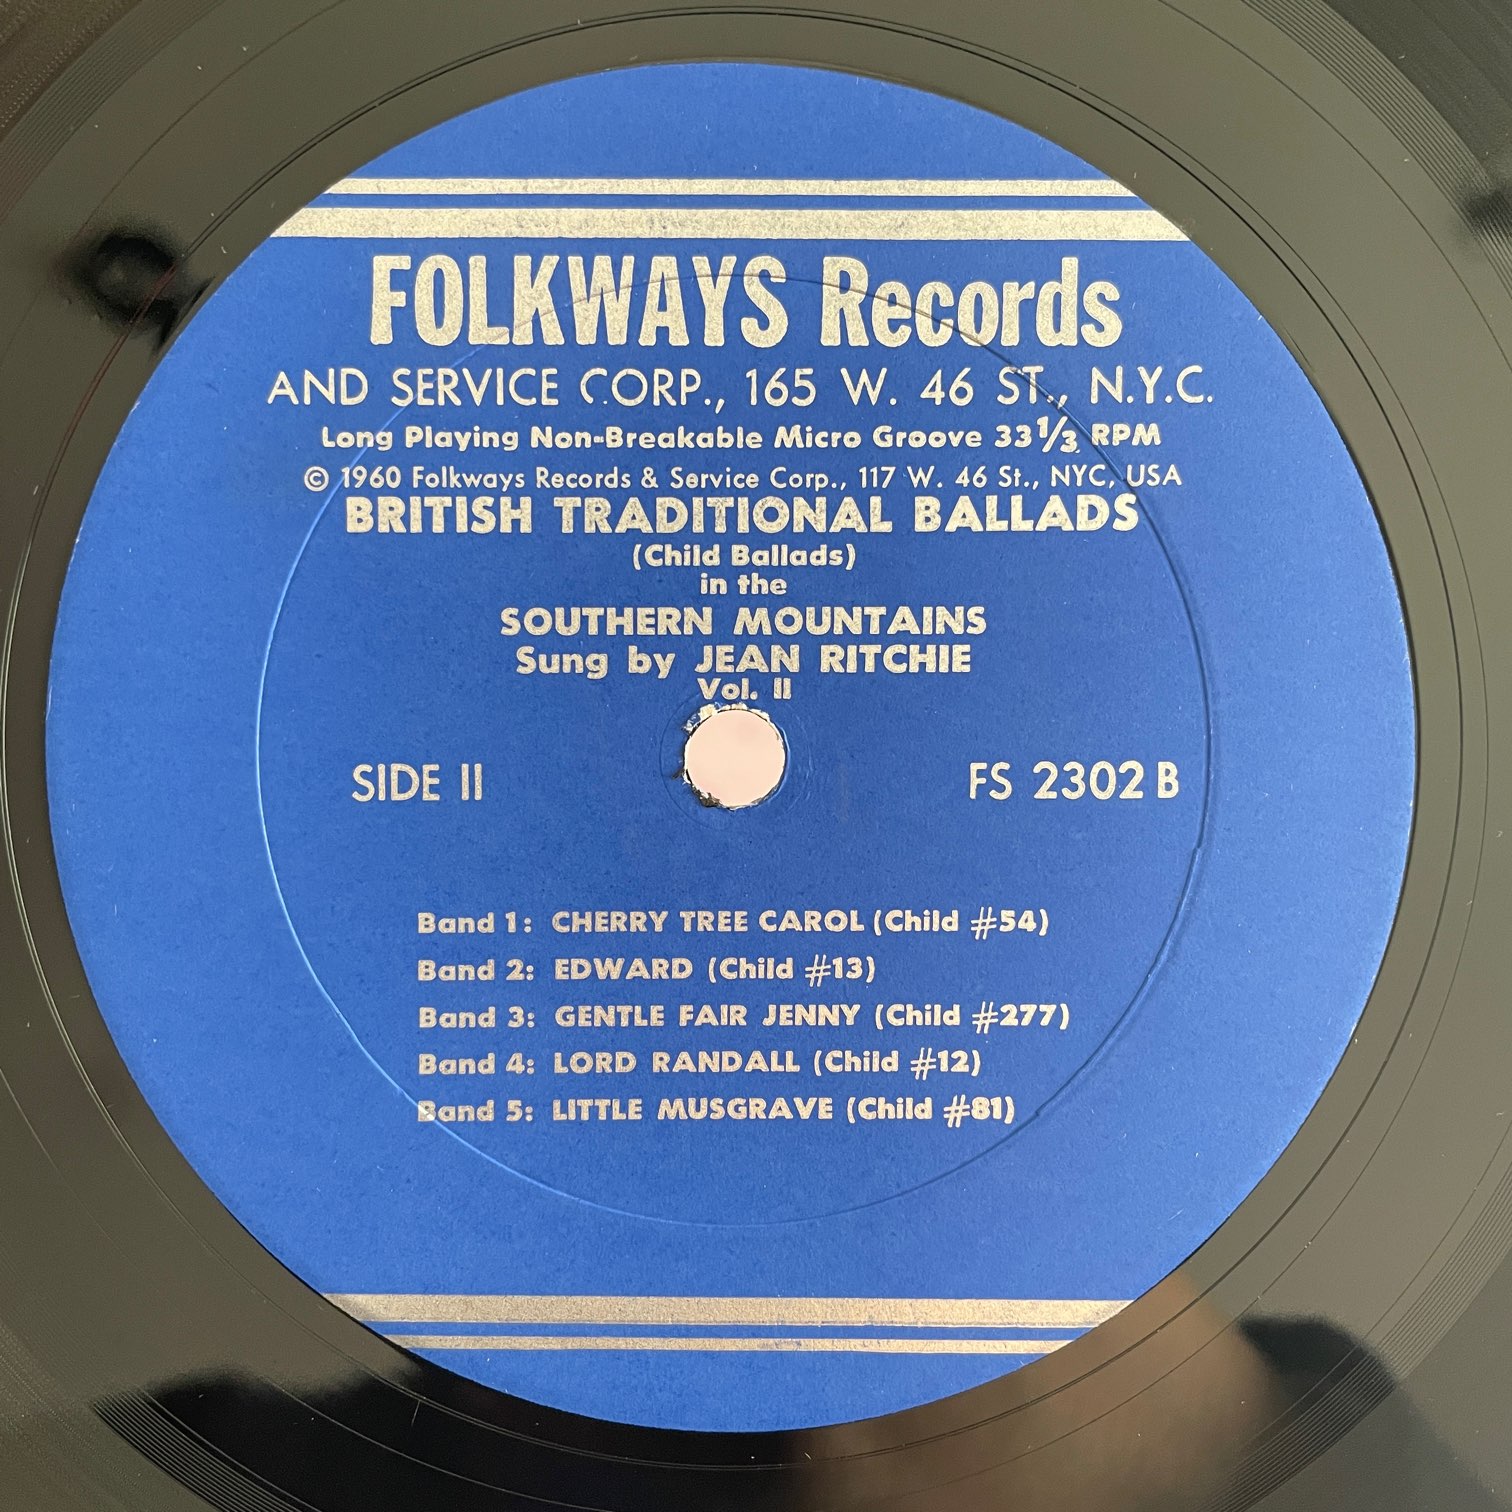 FOLKWAYS Records
AND SERVICE CORP., 165 W. 46 ST., N.Y.C.
Long Playing Non-Breakable Micro Groove 33 1/3 RPM
© 1960 Folkways Records & Service Corp., 117 W. 46 St., NYC, USA
BRITISH TRADITIONAL BALLADS
(Child Ballads)
in the
SOUTHERN MOUNTAINS
Sung by JEAN RITCHIE
Vol. II
SIDE II FS 2302 B
Band 1: CHERRY TREE CAROL (Child #54)
Band 2: EDWARD (Child #13)
Band 3: GENTLE FAIR JENNY (Child #277)
Band 4: LORD RANDALL (Child #12)
Band 5: LITTLE MUSGRAVE (Child #81)